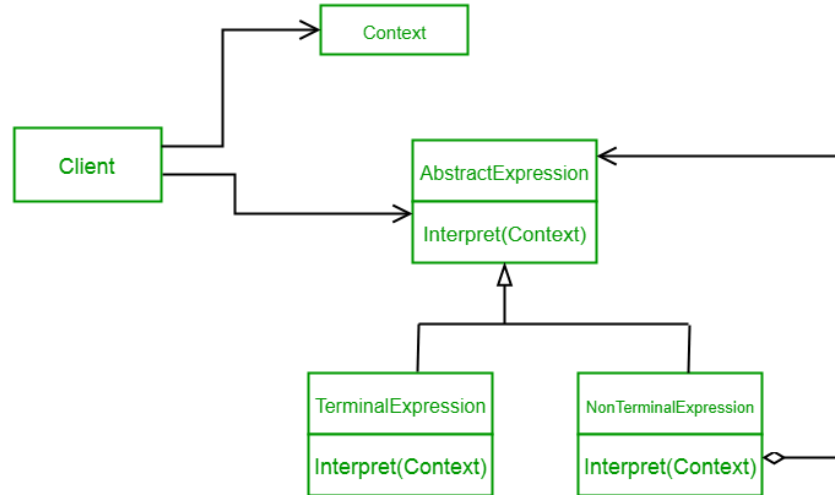 Context
Client
AbstractExpression
Interpret(Context)
TerminalExpression
Interpret(Context)
NonTerminalExpression
Interpret(Context)